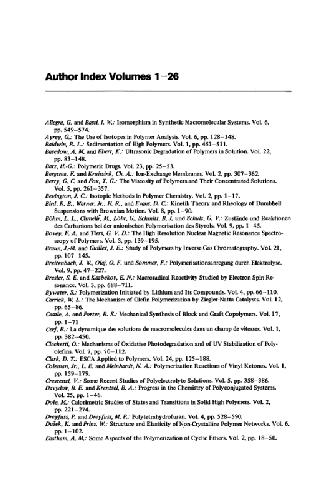 Author Index Volumes 1–26
Allegra, G. and Bassi, I. W.: Isomorphism in Synthetic Macromolecular Systems. Vol. 6,
pp. 549–574.
Ayrey, G.: The Use of Isotopes in Polymer Analysis. Vol. 6, pp. 128–148.
Baldwin, R. L.: Sedimentation of High Polymers. Vol. 1, pp. 451–511.
Basedow, A. M. and Ebert, K.: Ultrasonic Degradation of Polymers in Solution. Vol. 22,
pp. 83–148.
Batz, H.-G.: Polymeric Drugs. Vol. 23, pp. 25–53.
Bergsma, F. and Kruissink, Ch. A.: Ion-Exchange Membranes. Vol. 2, pp. 307–362.
Berry, G. C. and Fox, T. G.: The Viscosity of Polymers and Their Concentrated Solutions.
Vol. 5, pp. 261–357.
Bevington, J. C.: Isotopic Methods in Polymer Chemistry. Vol. 2, pp. 1–17.
Bird, R. B., Warner, Jr., H. R., and Evans, D. C.: Kinetic Theory and Rheology of Dumbbell
Suspensions with Brownian Motion. Vol. 8, pp. 1–90.
Böhm, L. L., Chmelíř, M., Löhr, G., Schmitt, B. J. und Schulz, G. V.: Zustände und Reaktionen
des Carbanions bei der anionischen Polymerisation des Styrols. Vol. 9, pp. 1–45.
Bovey, F. A. and Tiers, G. V. D.: The High Resolution Nuclear Magnetic Resonance Spectro-
scopy of Polymers. Vol. 3, pp. 139–195.
Braun, J.-M. and Guillet, J. E.: Study of Polymers by Inverse Gas Chromatography. Vol. 21,
pp. 107–145.
Breitenbach, J. W., Olaj, O. F. und Sommer, F.: Polymerisationsanregung durch Elektrolyse.
Vol. 9, pp. 47–227.
Bresler, S. E. and Kazbekov, E. N.: Macroradical Reactivity Studied by Electron Spin Re-
sonance. Vol. 3, pp. 688–711.
Bywater, S.: Polymerization Initiated by Lithium and Its Compounds. Vol. 4, pp. 66–110.
Carrick, W. L.: The Mechanism of Olefin Polymerization by Ziegler-Natta Catalysts. Vol. 12,
pp. 65–86.
Casale, A. and Porter, R. S.: Mechanical Synthesis of Block and Graft Copolymers. Vol. 17,
pp. 1–71.
Cerf, R.: La dynamique des solutions de macromolecules dans un champ de vitesses. Vol. 1,
pp. 382–450.
Cicchetti, O.: Mechanisms of Oxidative Photodegradation and of UV Stabilization of Poly-
olefins. Vol. 7, pp. 70–112.
Clark, D. T.: ESCA Applied to Polymers. Vol. 24, pp. 125–188.
Coleman, Jr., L. E. and Meinhardt, N. A.: Polymerization Reactions of Vinyl Ketones. Vol. 1,
pp. 159–179.
Crescenzi, V.: Some Recent Studies of Polyelectrolyte Solutions. Vol. 5, pp. 358–386.
Davydov, B. E. and Krentsel, B. A.: Progress in the Chemistry of Polyconjugated Systems.
Vol. 25, pp. 1–46.
Dole, M.: Calorimetric Studies of States and Transitions in Solid High Polymers. Vol. 2,
pp. 221–274.
Dreyfuss, P. and Dreyfuss, M. P.: Polytetrahydrofuran. Vol. 4, pp. 528–590.
Dušek, K. and Prins, W.: Structure and Elasticity of Non-Crystalline Polymer Networks. Vol. 6,
pp. 1–102.
Eastham, A. M.: Some Aspects of the Polymerization of Cyclic Ethers. Vol. 2, pp. 18–50.